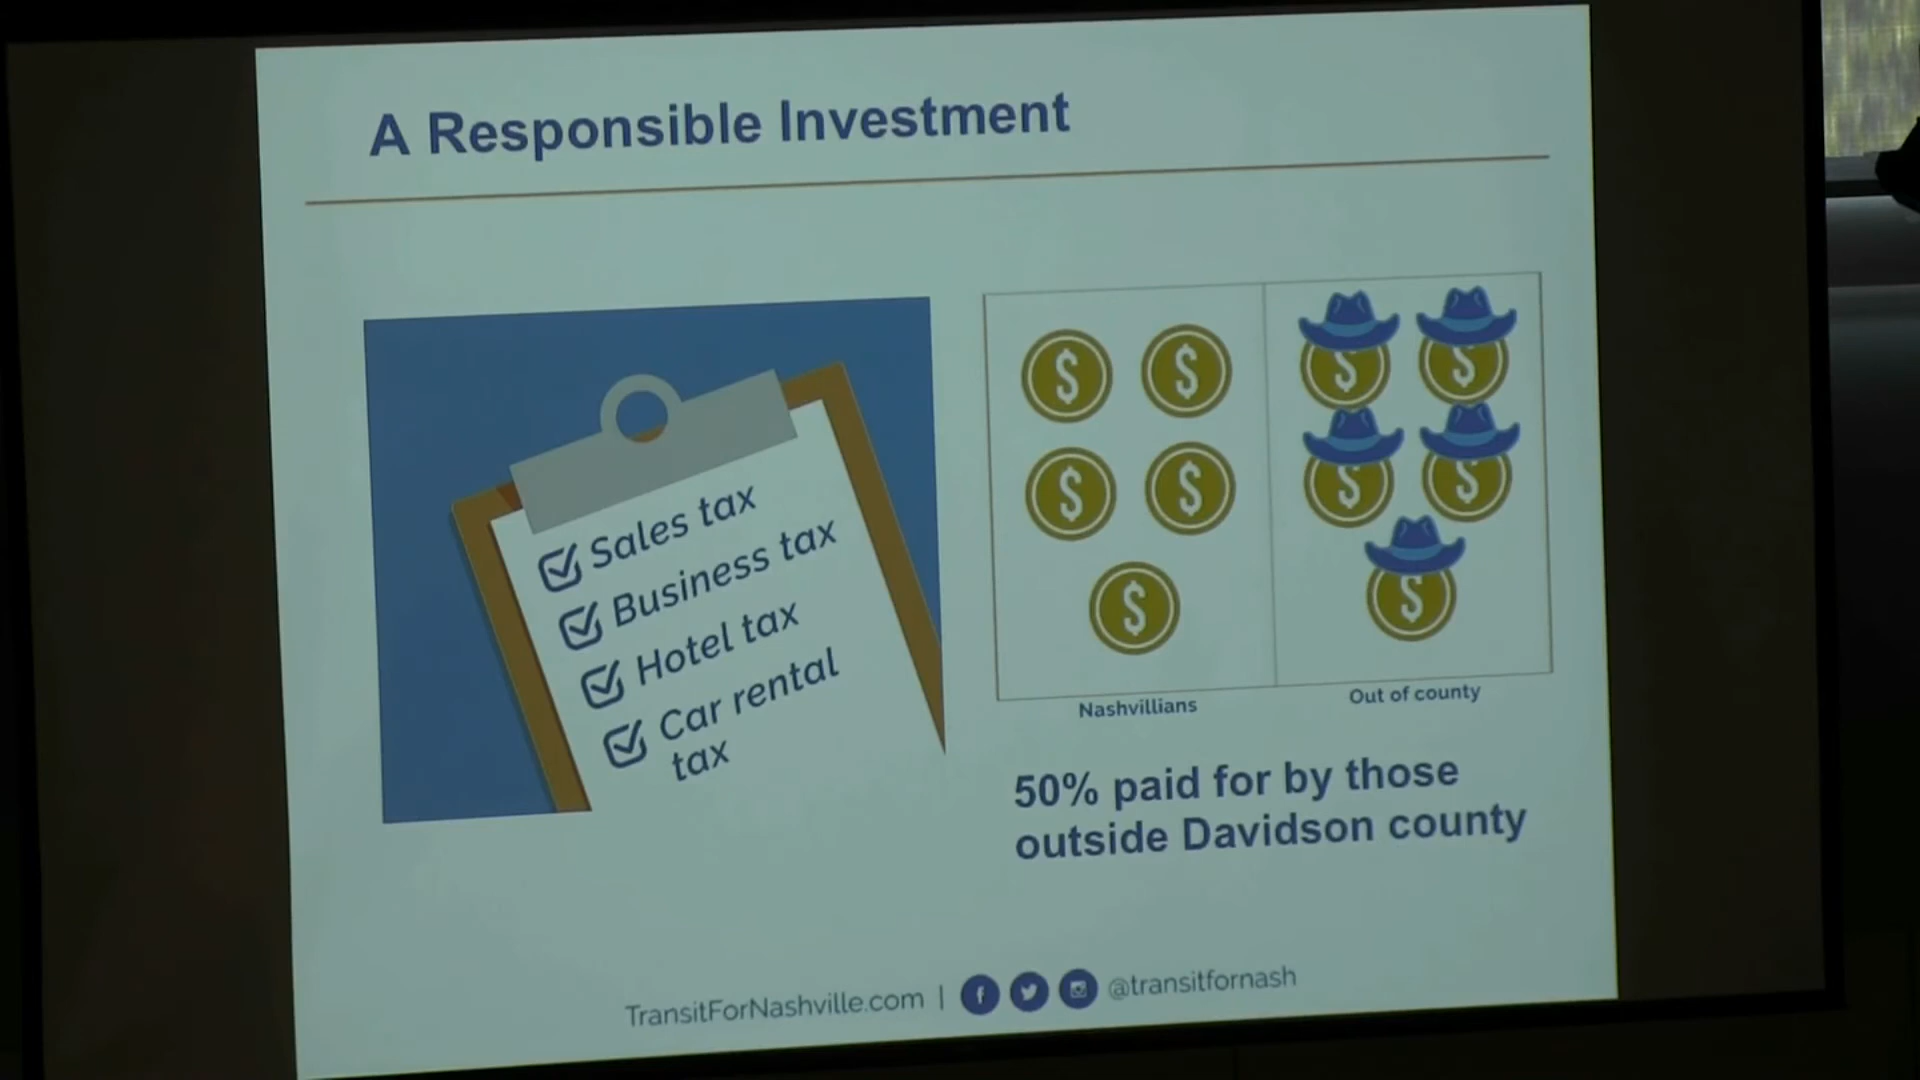 A Responsible Investment
Sales tax
Business tax
Hotel tax
Car rental
tax
$ $ $ $
$ $ $ $
$ $
Nashvillians
Out of county
50% paid for by those
outside Davidson county
TransitForNashville.com | @transitfornash